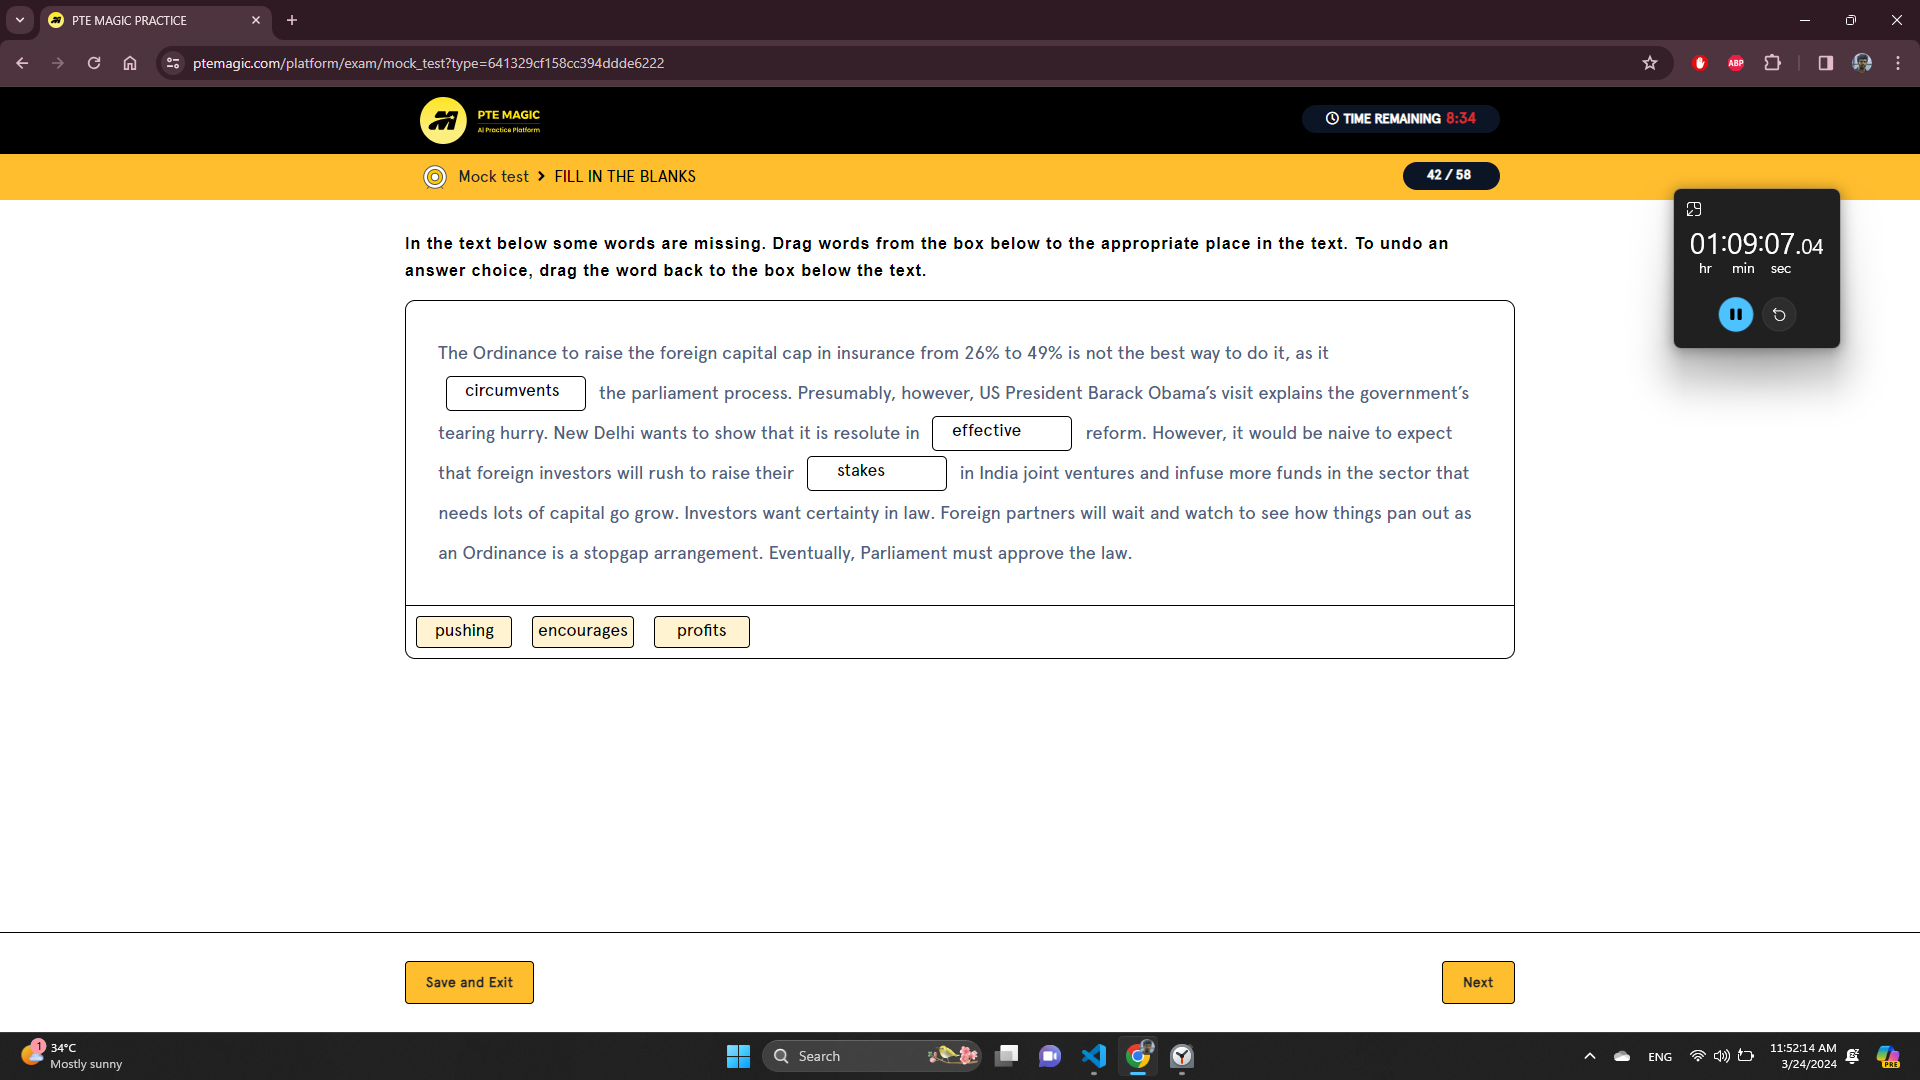 PTE MAGIC PRACTICE
ptemagic.com/platform/exam/mock_test?type=641329cf158cc394ddde6222
ABP
PTE MAGIC
AI Practice Platform
TIME REMAINING 8:34
Mock test > FILL IN THE BLANKS
42 / 58
01:09:07.04
hr min sec
In the text below some words are missing. Drag words from the box below to the appropriate place in the text. To undo an
answer choice, drag the word back to the box below the text.
The Ordinance to raise the foreign capital cap in insurance from 26% to 49% is not the best way to do it, as it
circumvents the parliament process. Presumably, however, US President Barack Obama’s visit explains the government’s
tearing hurry. New Delhi wants to show that it is resolute in effective reform. However, it would be naive to expect
that foreign investors will rush to raise their stakes in India joint ventures and infuse more funds in the sector that
needs lots of capital go grow. Investors want certainty in law. Foreign partners will wait and watch to see how things pan out as
an Ordinance is a stopgap arrangement. Eventually, Parliament must approve the law.
pushing encourages profits
Save and Exit
Next
1
34°C
Mostly sunny
Search
ENG
11:52:14 AM
3/24/2024
PRE